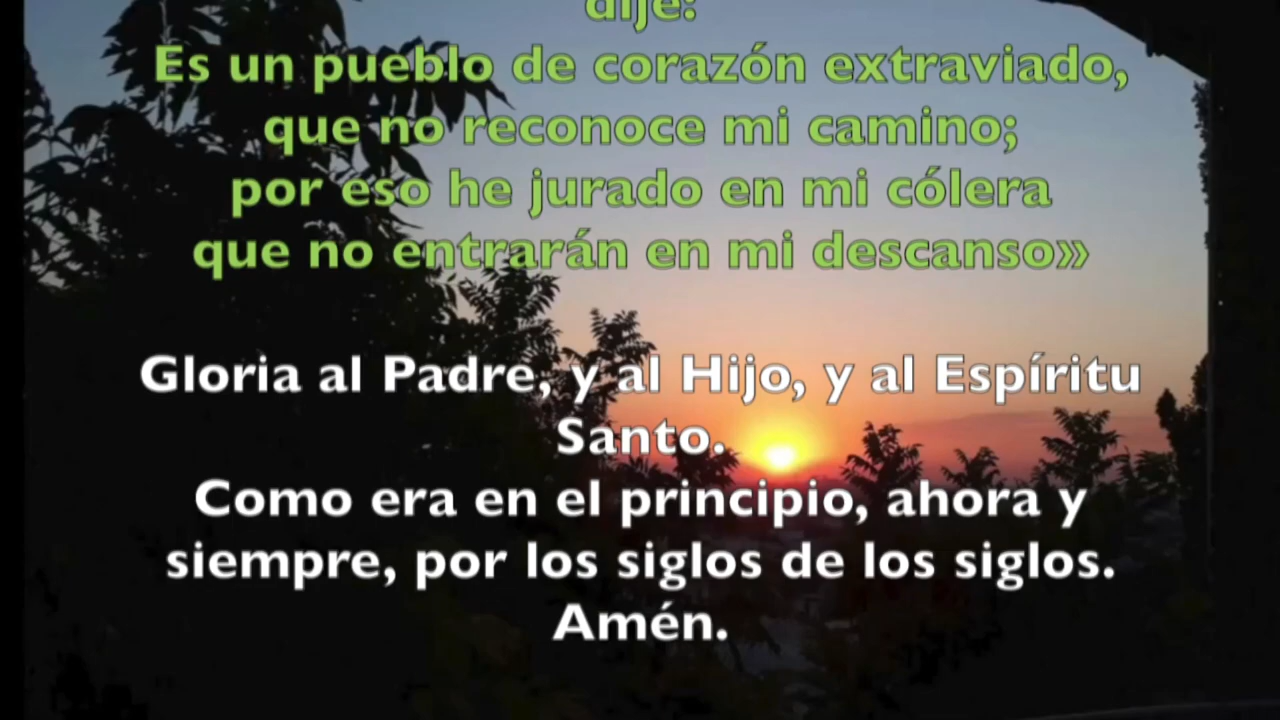 dije:
Es un pueblo de corazón extraviado,
que no reconoce mi camino;
por eso he jurado en mi cólera
que no entrarán en mi descanso»
Gloria al Padre, y al Hijo, y al Espíritu
Santo.
Como era en el principio, ahora y
siempre, por los siglos de los siglos.
Amén.